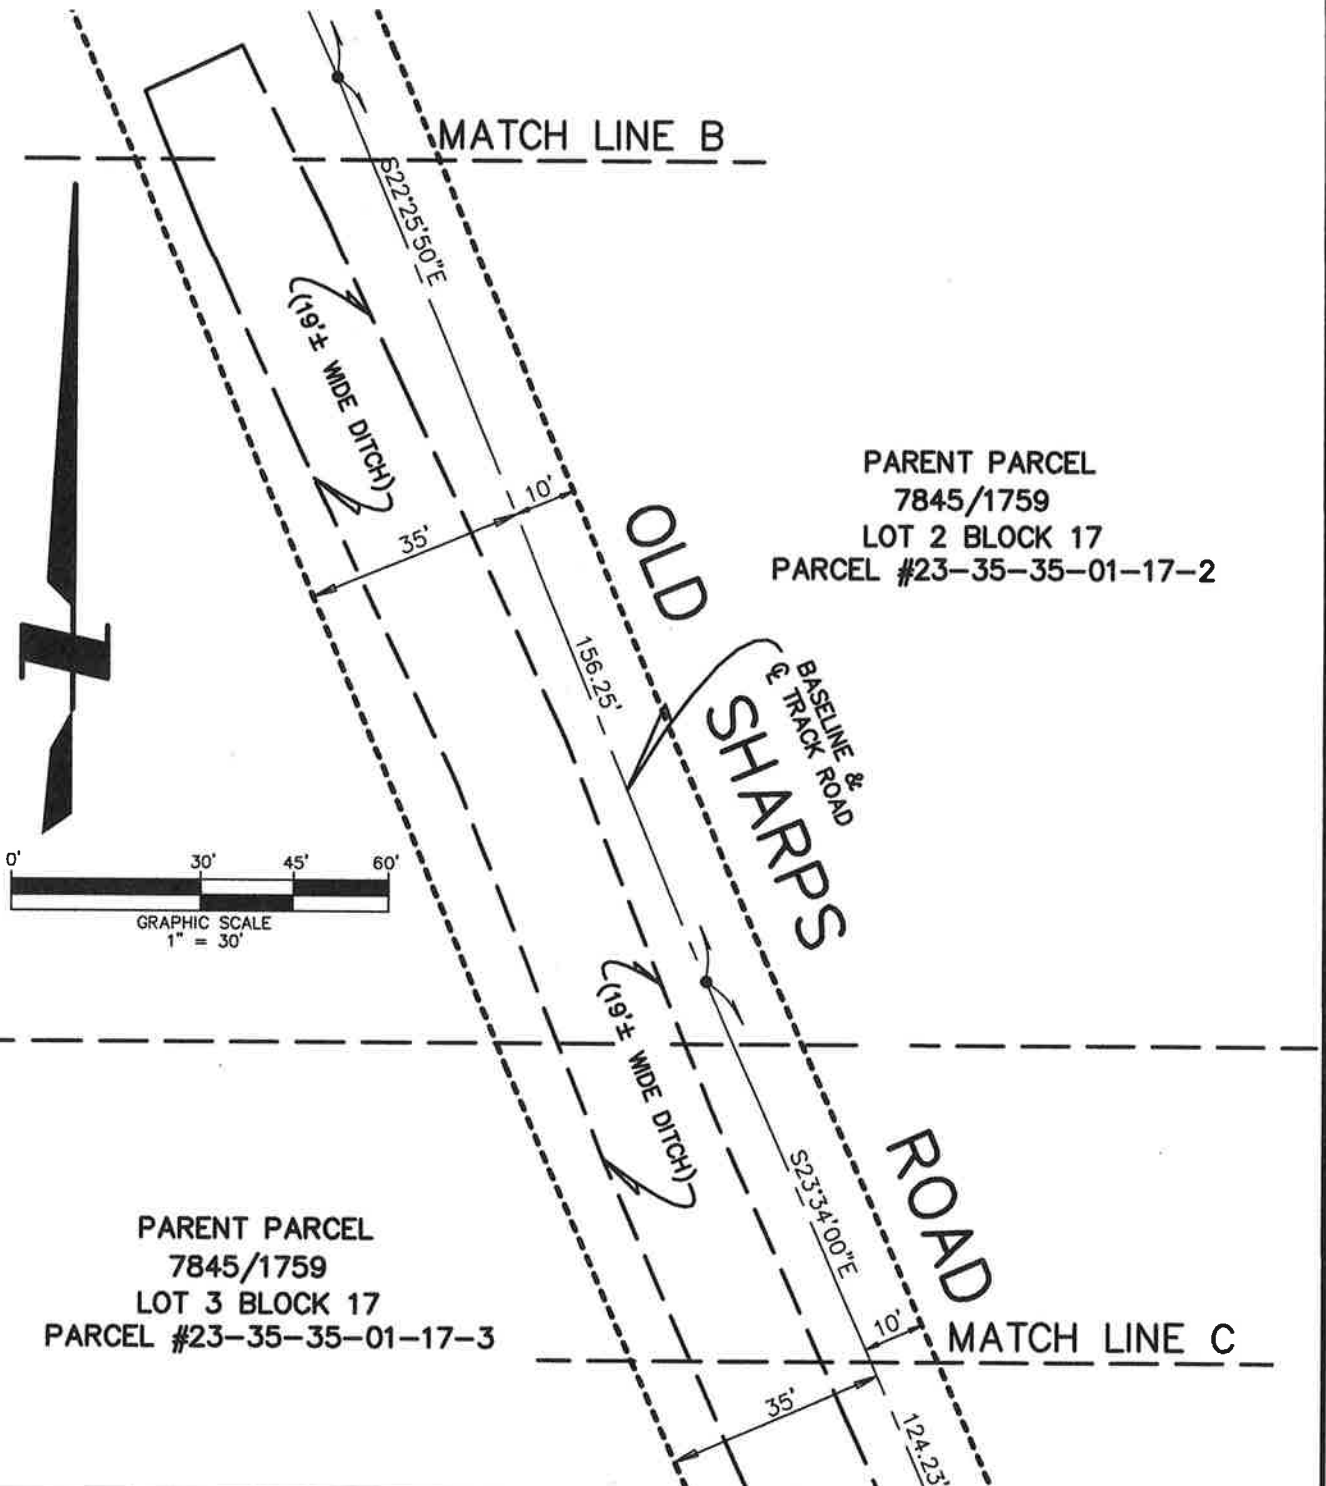 MATCH LINE B
S22°25'50"E
(19'± WIDE DITCH)
10'
35'
PARENT PARCEL
7845/1759
LOT 2 BLOCK 17
PARCEL #23-35-35-01-17-2
OLD
SHARPS
ROAD
156.25'
BASELINE &
℄ TRACK ROAD
0' 30' 45' 60'
GRAPHIC SCALE
1" = 30'
(19'± WIDE DITCH)
S23°34'00"E
PARENT PARCEL
7845/1759
LOT 3 BLOCK 17
PARCEL #23-35-35-01-17-3
10'
MATCH LINE C
35'
124.23'
N